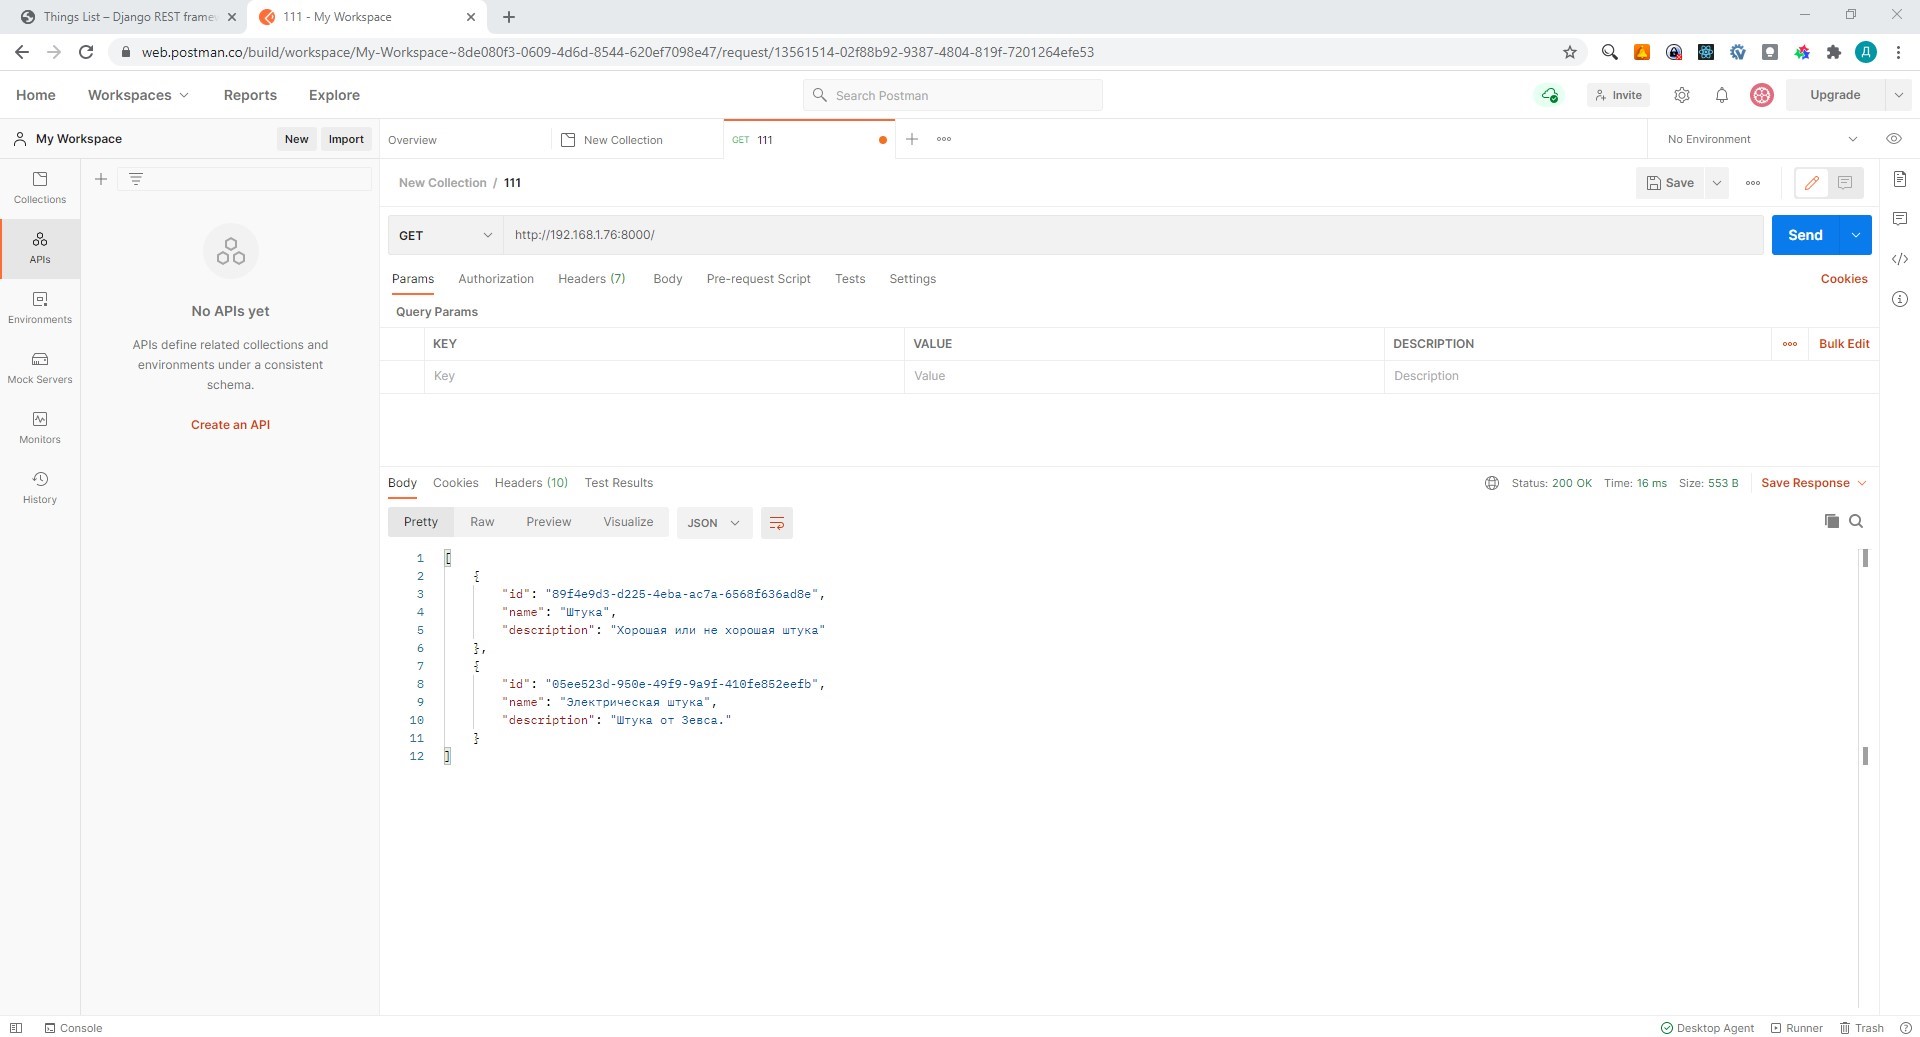 Things List – Django REST frame
111 - My Workspace
web.postman.co/build/workspace/My-Workspace~8de080f3-0609-4d6d-8544-620ef7098e47/request/13561514-02f88b92-9387-4804-819f-7201264efe53
Д
Home Workspaces Reports Explore
Search Postman
Invite
Upgrade
My Workspace New Import
Overview New Collection GET 111
No Environment
Collections
APIs
Environments
Mock Servers
Monitors
History
No APIs yet
APIs define related collections and
environments under a consistent
schema.
Create an API
New Collection / 111
Save
GET http://192.168.1.76:8000/ Send
Params Authorization Headers (7) Body Pre-request Script Tests Settings Cookies
Query Params
KEY VALUE DESCRIPTION Bulk Edit
Key Value Description
Body Cookies Headers (10) Test Results Status: 200 OK Time: 16 ms Size: 553 B Save Response
Pretty Raw Preview Visualize JSON
1 [
2 {
3 "id": "89f4e9d3-d225-4eba-ac7a-6568f636ad8e",
4 "name": "Штука",
5 "description": "Хорошая или не хорошая штука"
6 },
7 {
8 "id": "05ee523d-950e-49f9-9a9f-410fe852eefb",
9 "name": "Электрическая штука",
10 "description": "Штука от Зевса."
11 }
12 ]
Console Desktop Agent Runner Trash